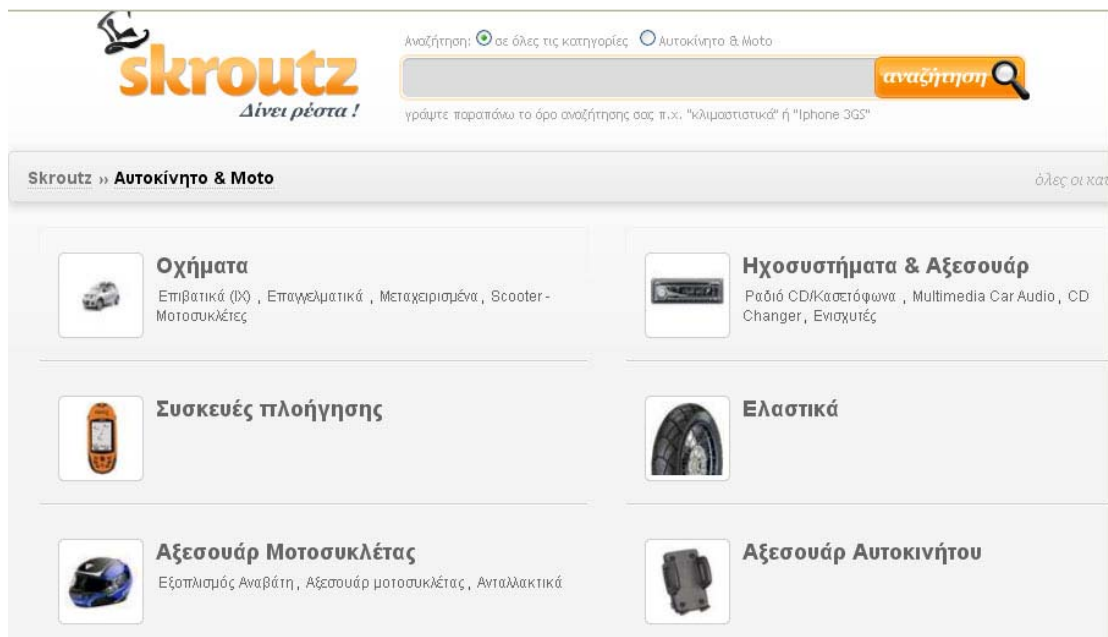 Αναζήτηση: σε όλες τις κατηγορίες Αυτοκίνητο & Moto
skroutz
αναζήτηση
Δίνει ρέστα !
γράψτε παραπάνω το όρο αναζήτησης σας π.χ. "κλιμαστιστικά" ή "Iphone 3GS"
Skroutz » Αυτοκίνητο & Moto
όλες οι κατ
Οχήματα
Επιβατικά (ΙΧ) , Επαγγελματικά , Μεταχειρισμένα , Scooter -
Μοτοσυκλέτες
Ηχοσυστήματα & Αξεσουάρ
Ραδιό CD/Κασετόφωνα , Multimedia Car Audio , CD
Changer , Ενισχυτές
Συσκευές πλοήγησης
Ελαστικά
Αξεσουάρ Μοτοσυκλέτας
Εξοπλισμός Αναβάτη , Αξεσουάρ μοτοσυκλέτας , Ανταλλακτικά
Αξεσουάρ Αυτοκινήτου